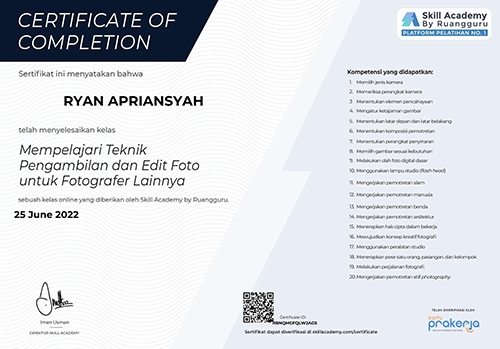 CERTIFICATE OF
COMPLETION
Skill Academy
By Ruangguru
PLATFORM PELATIHAN NO. 1
Sertifikat ini menyatakan bahwa
RYAN APRIANSYAH
telah menyelesaikan kelas
Mempelajari Teknik
Pengambilan dan Edit Foto
untuk Fotografer Lainnya
sebuah kelas online yang diberikan oleh Skill Academy by Ruangguru.
25 June 2022
Iman Usman
DIREKTUR SKILL ACADEMY
Kompetensi yang didapatkan:
1. Memilih jenis kamera
2. Memeriksa perangkat kamera
3. Menentukan elemen pencahayaan
4. Mengatur ketajaman gambar
5. Menentukan latar depan dan latar belakang
6. Menentukan komposisi pemotretan
7. Menentukan perangkat penyinaran
8. Memilih gambar sesuai kebutuhan
9. Melakukan olah foto digital dasar
10. Menggunakan lampu studio (flash head)
11. Mengerjakan pemotretan alam
12. Mengerjakan pemotretan manusia
13. Mengerjakan pemotretan benda
14. Mengerjakan pemotretan arsitektur
15. Menerapkan hak cipta dalam bekerja
16. Mewujudkan konsep kreatif fotografi
17. Menggunakan peralatan studio
18. Menerapkan pose satu orang, pasangan, dan kelompok
19. Melakukan perjalanan fotografi
20. Mengerjakan pemotretan still photography
Certificate ID:
Sertifikat dapat diverifikasi di skillacademy.com/certificate
TELAH DIVERIFIKASI OLEH
kartu
prakerja